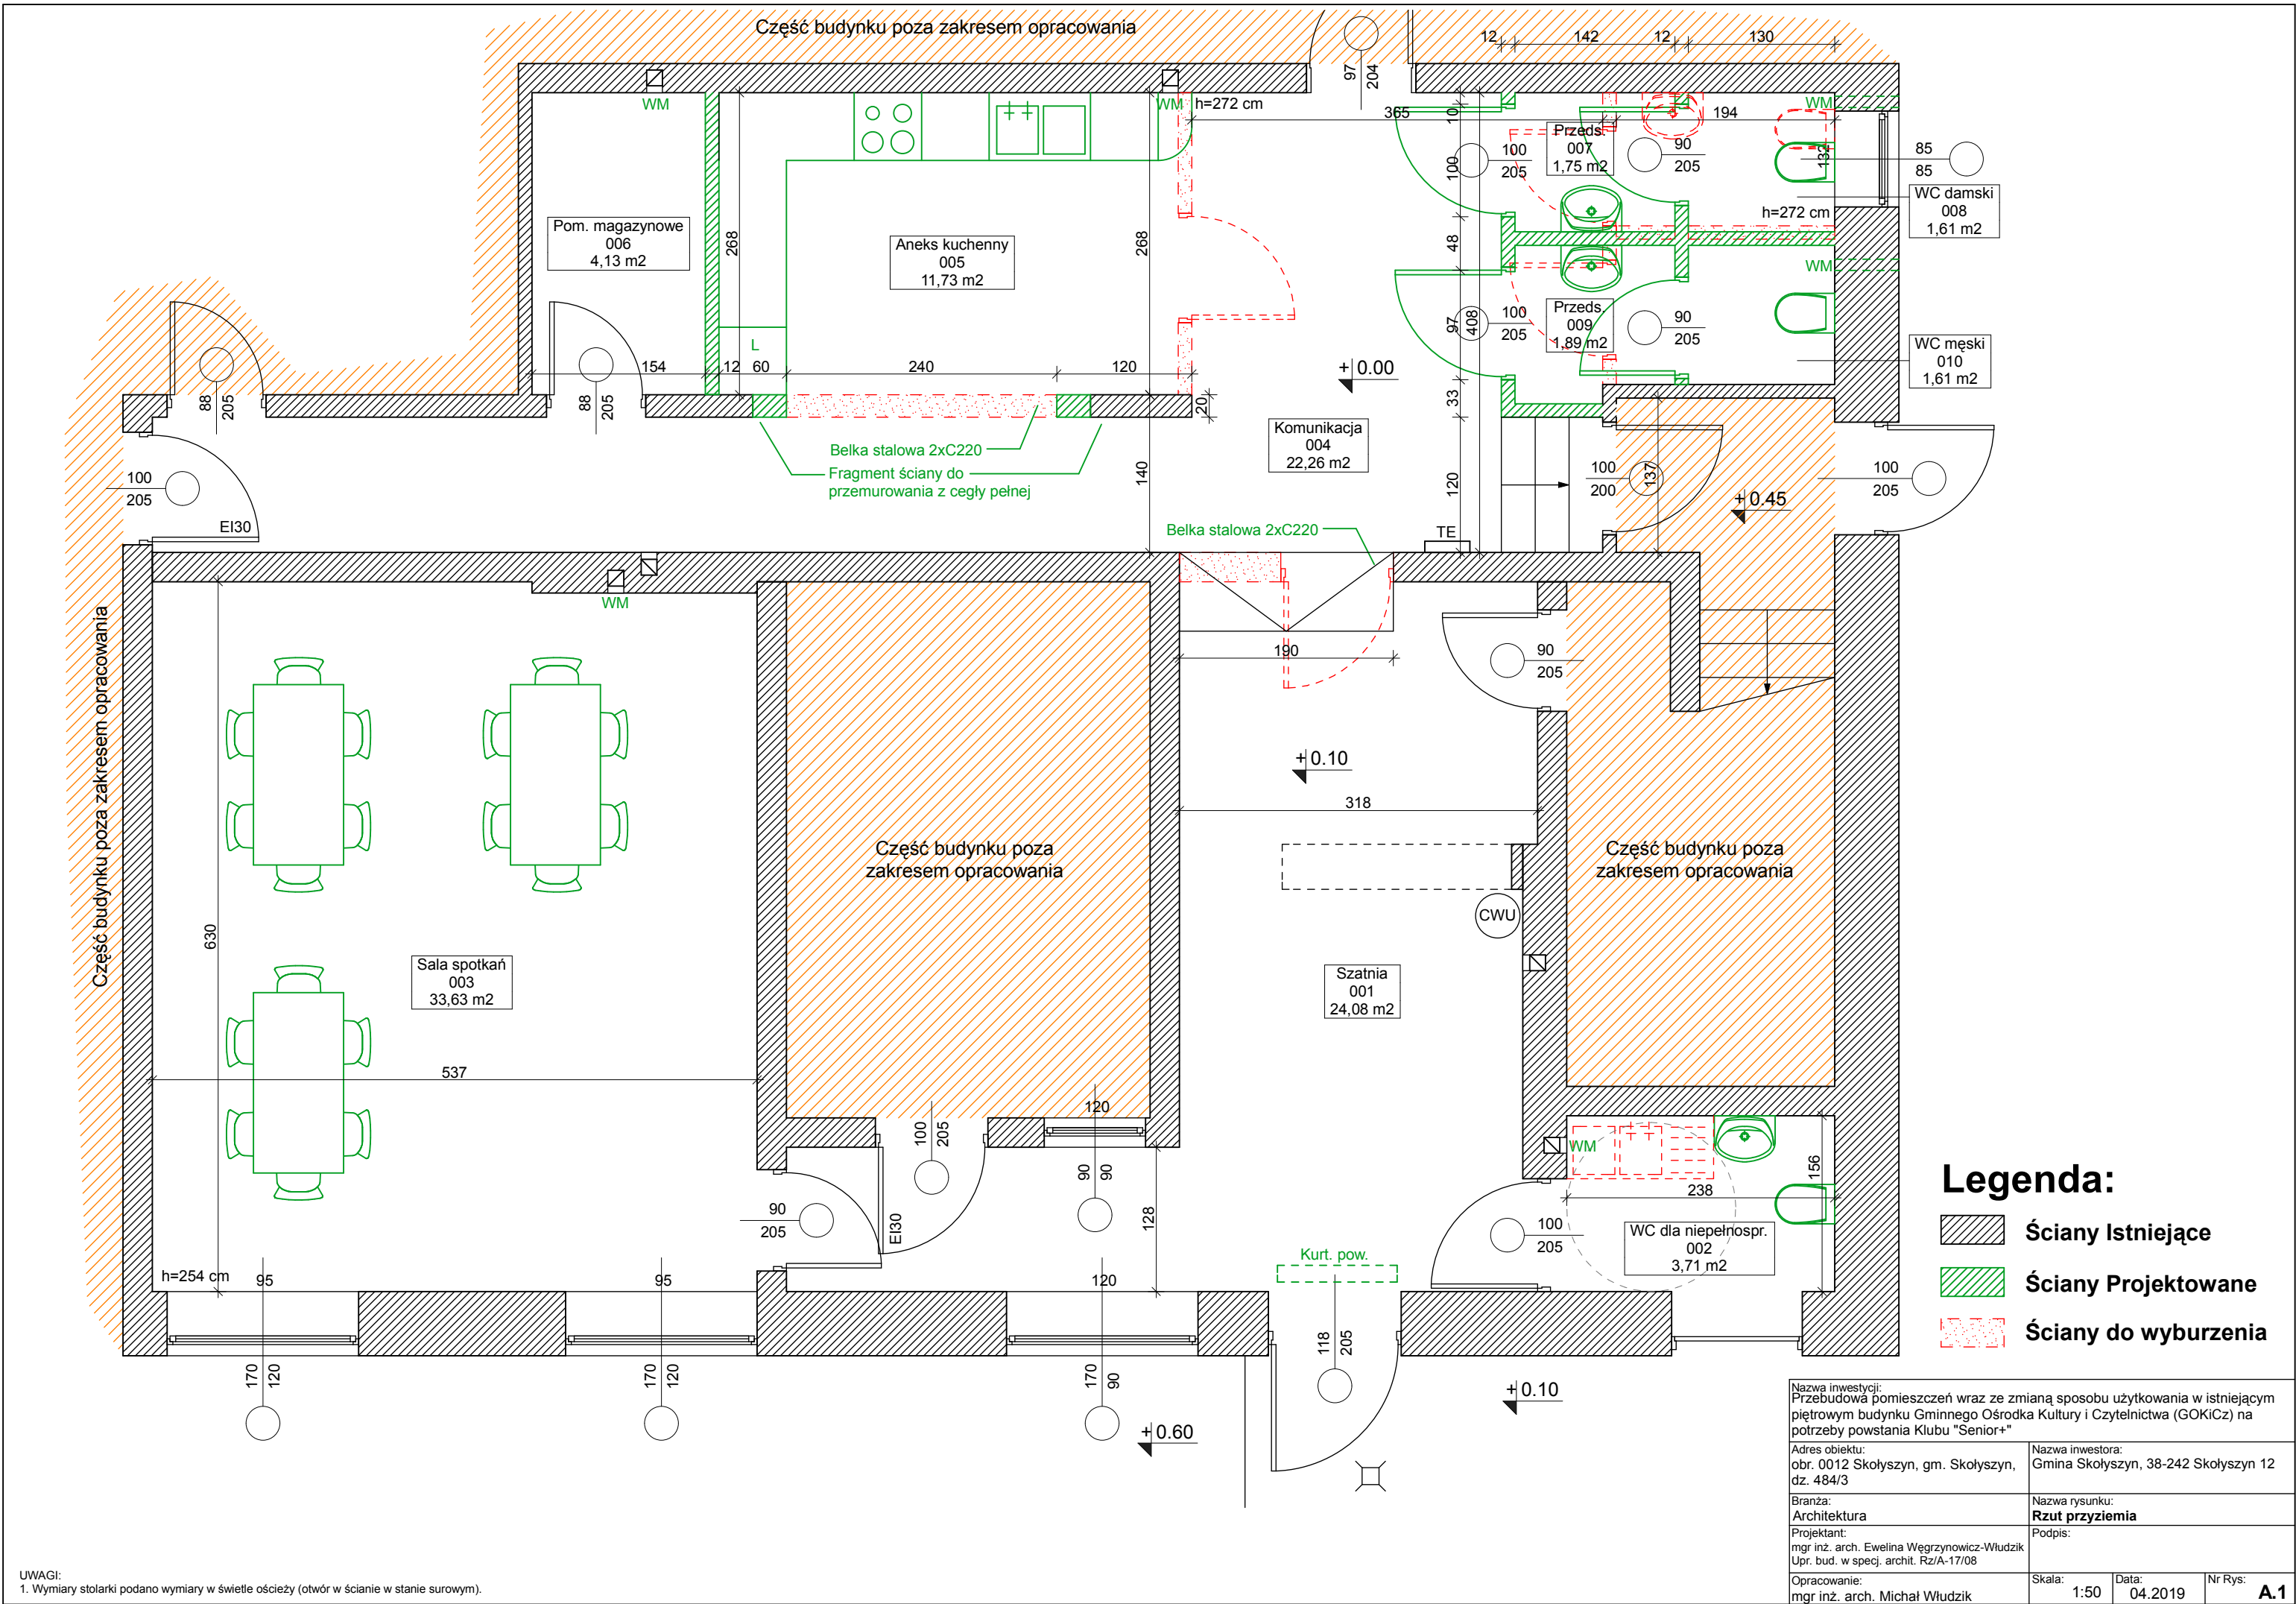 Część budynku poza zakresem opracowania
12
142
12
130
97
204
WM
WM
h=272 cm
365
194
WM
10
Przeds.
007
1,75 m2
100
205
90
205
132
85
85
WC damski
008
1,61 m2
100
h=272 cm
Pom. magazynowe
006
4,13 m2
268
Aneks kuchenny
005
11,73 m2
268
48
WM
Przeds.
009
1,89 m2
100
205
90
205
97
408
WC męski
010
1,61 m2
L
154
12
60
240
120
+ 0.00
88
205
88
205
20
33
Komunikacja
004
22,26 m2
Belka stalowa 2xC220
Fragment ściany do
przemurowania z cegły pełnej
140
120
100
200
137
100
205
+ 0.45
100
205
EI30
Belka stalowa 2xC220
TE
WM
190
90
205
Część budynku poza zakresem opracowania
+ 0.10
318
Część budynku poza
zakresem opracowania
Część budynku poza
zakresem opracowania
CWU
630
Sala spotkań
003
33,63 m2
Szatnia
001
24,08 m2
537
120
100
205
90
90
WM
156
238
128
90
205
EI30
100
205
WC dla niepełnospr.
002
3,71 m2
Kurt. pow.
h=254 cm
95
95
120
118
205
170
120
170
120
170
90
+ 0.60
+ 0.10
Legenda:
Ściany Istniejące
Ściany Projektowane
Ściany do wyburzenia
Nazwa inwestycji:
Przebudowa pomieszczeń wraz ze zmianą sposobu użytkowania w istniejącym
piętrowym budynku Gminnego Ośrodka Kultury i Czytelnictwa (GOKiCz) na
potrzeby powstania Klubu "Senior+"
Adres obiektu:
obr. 0012 Skołyszyn, gm. Skołyszyn,
dz. 484/3
Nazwa inwestora:
Gmina Skołyszyn, 38-242 Skołyszyn 12
Branża:
Architektura
Nazwa rysunku:
Rzut przyziemia
Projektant:
mgr inż. arch. Ewelina Węgrzynowicz-Włudzik
Upr. bud. w specj. archit. Rz/A-17/08
Podpis:
Opracowanie:
mgr inż. arch. Michał Włudzik
Skala:
1:50
Data:
04.2019
Nr Rys:
A.1
UWAGI:
1. Wymiary stolarki podano wymiary w świetle ościeży (otwór w ścianie w stanie surowym).